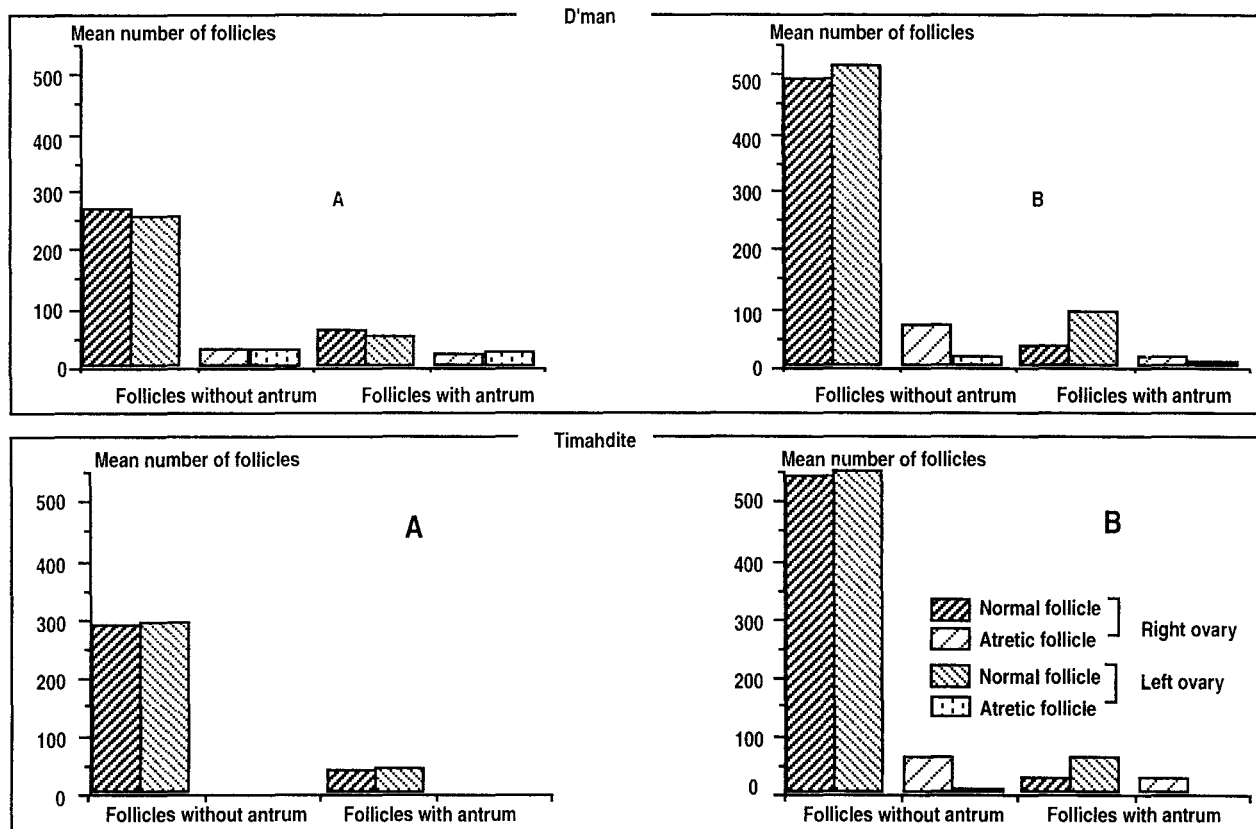 D'man
Mean number of follicles
500
400
300
200
100
0
A
Follicles without antrum
Follicles with antrum
Mean number of follicles
500
400
300
200
100
0
B
Follicles without antrum
Follicles with antrum
Timahdite
Mean number of follicles
500
400
300
200
100
0
A
Follicles without antrum
Follicles with antrum
Mean number of follicles
500
400
300
200
100
0
B
Normal follicle
Atretic follicle
Right ovary
Normal follicle
Atretic follicle
Left ovary
Follicles without antrum
Follicles with antrum